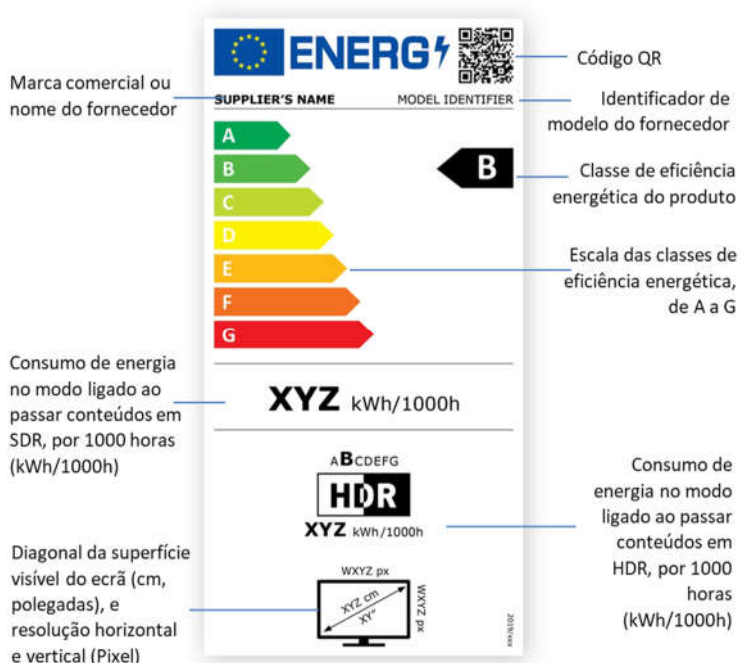 ENERG
Código QR
Marca comercial ou
nome do fornecedor
SUPPLIER'S NAME
MODEL IDENTIFIER
Identificador de
modelo do fornecedor
A
B
C
D
E
F
G
B
Classe de eficiência
energética do produto
Escala das classes de
eficiência energética,
de A a G
Consumo de energia
no modo ligado ao
passar conteúdos em
SDR, por 1000 horas
(kWh/1000h)
XYZ kWh/1000h
ABCDEFG
HDR
XYZ kWh/1000h
Consumo de
energia no modo
ligado ao passar
conteúdos em
HDR, por 1000
horas
(kWh/1000h)
Diagonal da superfície
visível do ecrã (cm,
polegadas), e
resolução horizontal
e vertical (Pixel)
WXYZ px
XYZ cm
XY"
WXYZ px
2019/xxx